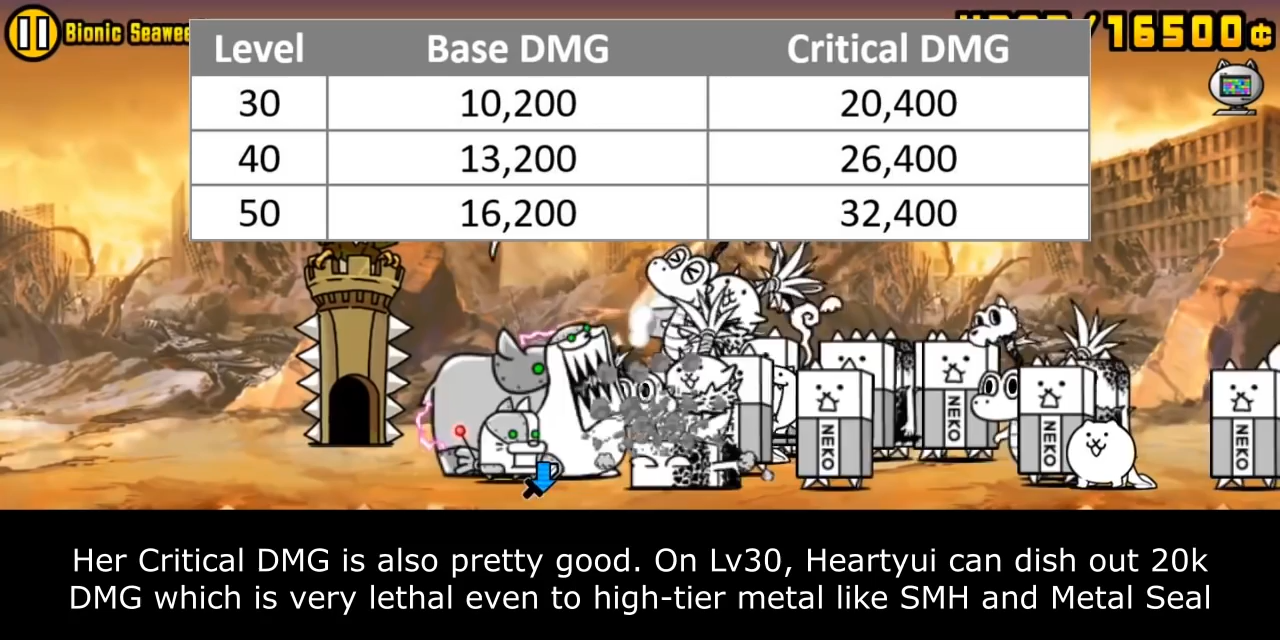 Bionic Seawee
/16500¢
Level Base DMG Critical DMG
30 10,200 20,400
40 13,200 26,400
50 16,200 32,400
NEKO
NEKO
NEKO
NEKO
Her Critical DMG is also pretty good. On Lv30, Heartyui can dish out 20k
DMG which is very lethal even to high-tier metal like SMH and Metal Seal